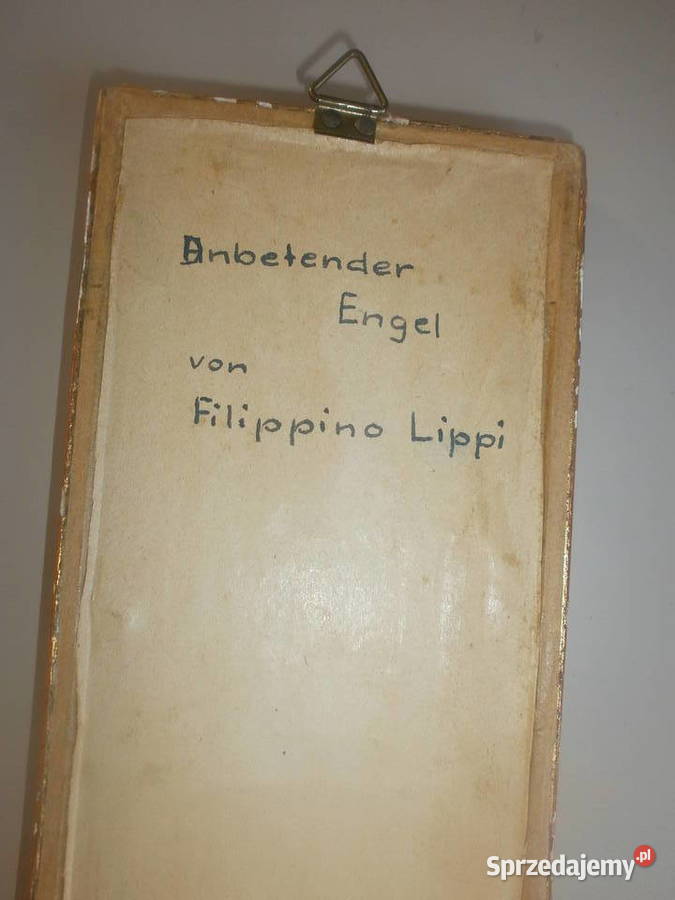 Anbetender
Engel
von
Filippino Lippi
Sprzedajemy.pl